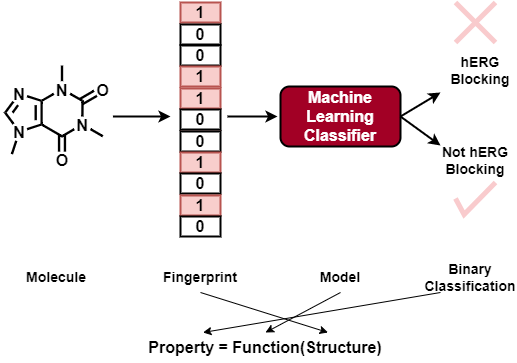 1
0
0
1
1
0
0
1
0
1
0
N
N
N
N
O
O
Machine
Learning
Classifier
hERG
Blocking
Not hERG
Blocking
Molecule
Fingerprint
Model
Binary
Classification
Property = Function(Structure)